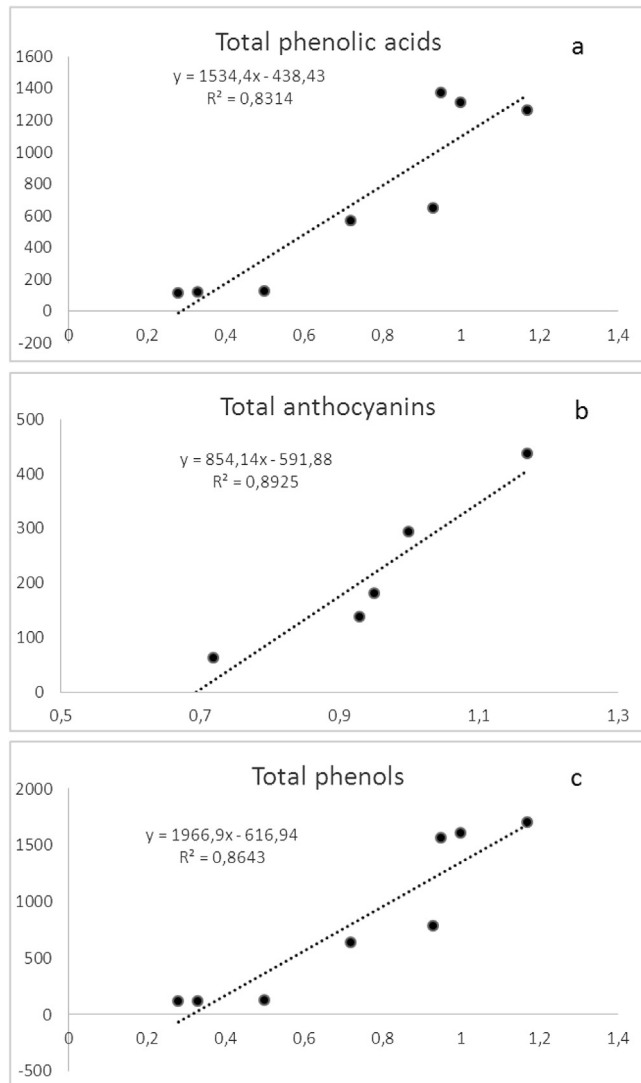 Total phenolic acids
a
y = 1534,4x - 438,43
R² = 0,8314
1600
1400
1200
1000
800
600
400
200
0
-200
0 0,2 0,4 0,6 0,8 1 1,2 1,4
Total anthocyanins
b
y = 854,14x - 591,88
R² = 0,8925
500
400
300
200
100
0
0,5 0,7 0,9 1,1 1,3
Total phenols
c
y = 1966,9x - 616,94
R² = 0,8643
2000
1500
1000
500
0
-500
0 0,2 0,4 0,6 0,8 1 1,2 1,4